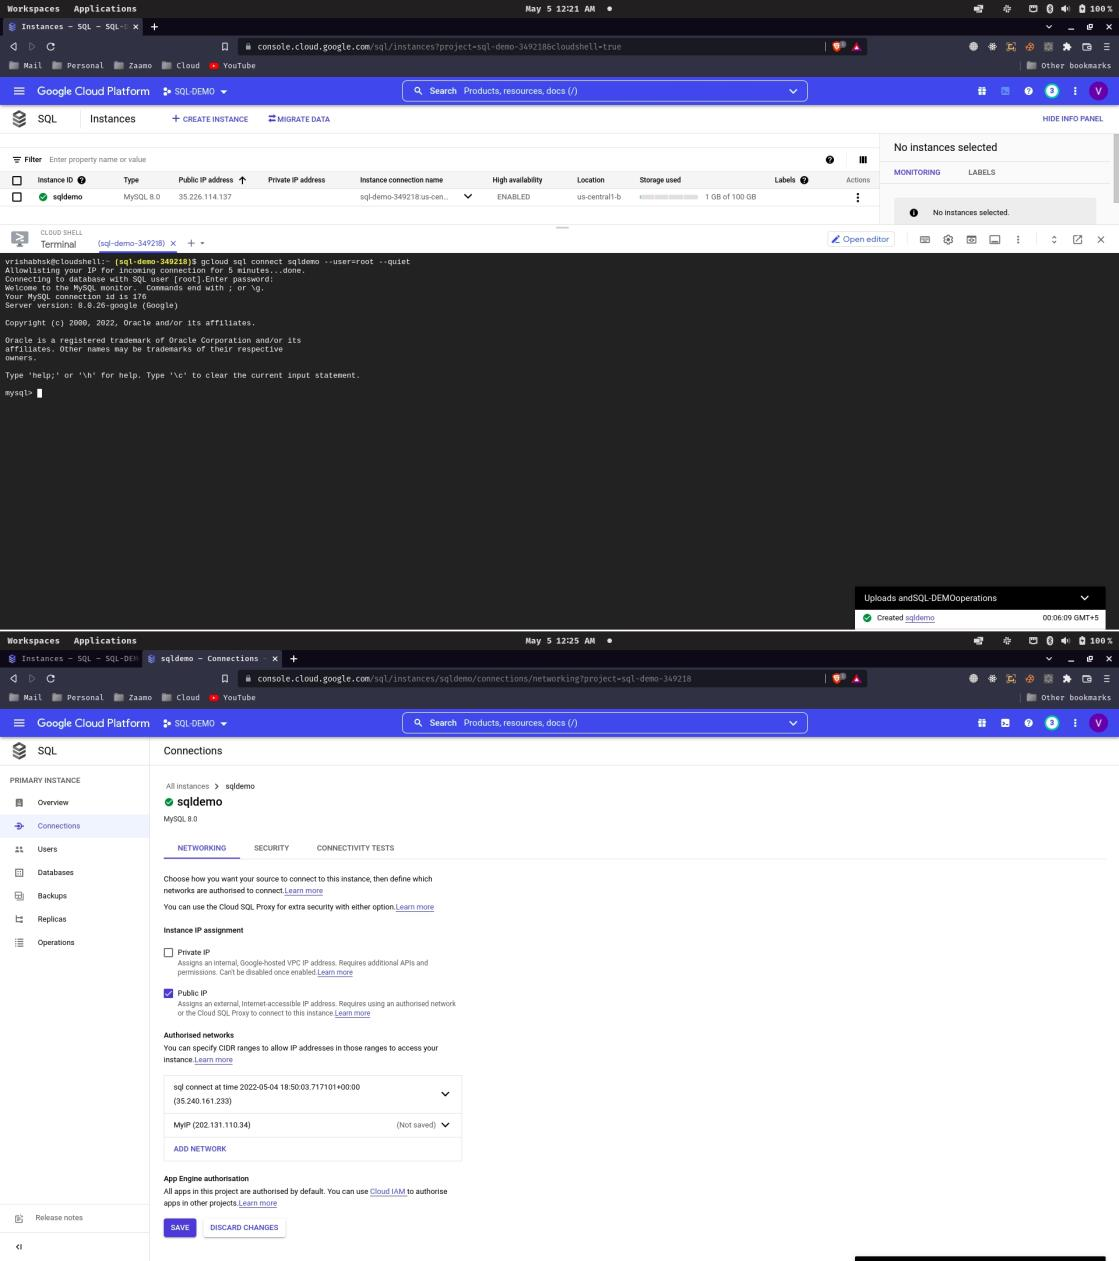 Workspaces Applications May 5 12:21 AM 100%
Instances – SQL – SQL-D
console.cloud.google.com/sql/instances?project=sql-demo-349218&cloudshell=true
Mail Personal Zaamo Cloud YouTube Other bookmarks
Google Cloud Platform SQL-DEMO Search Products, resources, docs (/) 3 V
SQL Instances CREATE INSTANCE MIGRATE DATA HIDE INFO PANEL
No instances selected
Filter Enter property name or value
MONITORING LABELS
Instance ID Type Public IP address Private IP address Instance connection name High availability Location Storage used Labels Actions
sqldemo MySQL 8.0 35.226.114.137 sql-demo-349218:us-cen... ENABLED us-central1-b 1 GB of 100 GB
No instances selected.
CLOUD SHELL
Terminal (sql-demo-349218) Open editor
vrishabhsk@cloudshell:~ (sql-demo-349218)$ gcloud sql connect sqldemo --user=root --quiet
Allowlisting your IP for incoming connection for 5 minutes...done.
Connecting to database with SQL user [root].Enter password:
Welcome to the MySQL monitor.  Commands end with ; or \g.
Your MySQL connection id is 176
Server version: 8.0.26-google (Google)
Copyright (c) 2000, 2022, Oracle and/or its affiliates.
Oracle is a registered trademark of Oracle Corporation and/or its
affiliates. Other names may be trademarks of their respective
owners.
Type 'help;' or '\h' for help. Type '\c' to clear the current input statement.
mysql>
Uploads andSQL-DEMOoperations
Created sqldemo 00:06:09 GMT+5
Workspaces Applications May 5 12:25 AM 100%
Instances – SQL – SQL-DEM sqldemo – Connections
console.cloud.google.com/sql/instances/sqldemo/connections/networking?project=sql-demo-349218
Mail Personal Zaamo Cloud YouTube Other bookmarks
Google Cloud Platform SQL-DEMO Search Products, resources, docs (/) 3 V
SQL Connections
PRIMARY INSTANCE
Overview
Connections
Users
Databases
Backups
Replicas
Operations
Release notes
All instances > sqldemo
sqldemo
MySQL 8.0
NETWORKING SECURITY CONNECTIVITY TESTS
Choose how you want your source to connect to this instance, then define which
networks are authorised to connect.Learn more
You can use the Cloud SQL Proxy for extra security with either option.Learn more
Instance IP assignment
Private IP
Assigns an internal, Google-hosted VPC IP address. Requires additional APIs and
permissions. Can't be disabled once enabled.Learn more
Public IP
Assigns an external, Internet-accessible IP address. Requires using an authorised network
or the Cloud SQL Proxy to connect to this instance.Learn more
Authorised networks
You can specify CIDR ranges to allow IP addresses in those ranges to access your
instance.Learn more
sql connect at time 2022-05-04 18:50:03.717101+00:00
(35.240.161.233)
MyIP (202.131.110.34) (Not saved)
ADD NETWORK
App Engine authorisation
All apps in this project are authorised by default. You can use Cloud IAM to authorise
apps in other projects.Learn more
SAVE DISCARD CHANGES